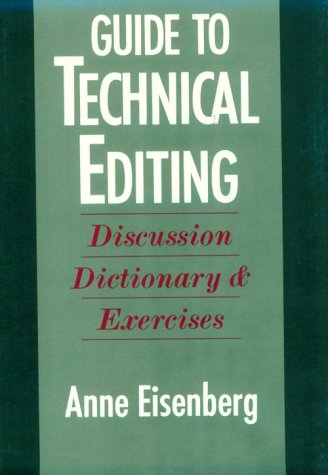 GUIDE TO
TECHNICAL
EDITING
Discussion
Dictionary &
Exercises
Anne Eisenberg